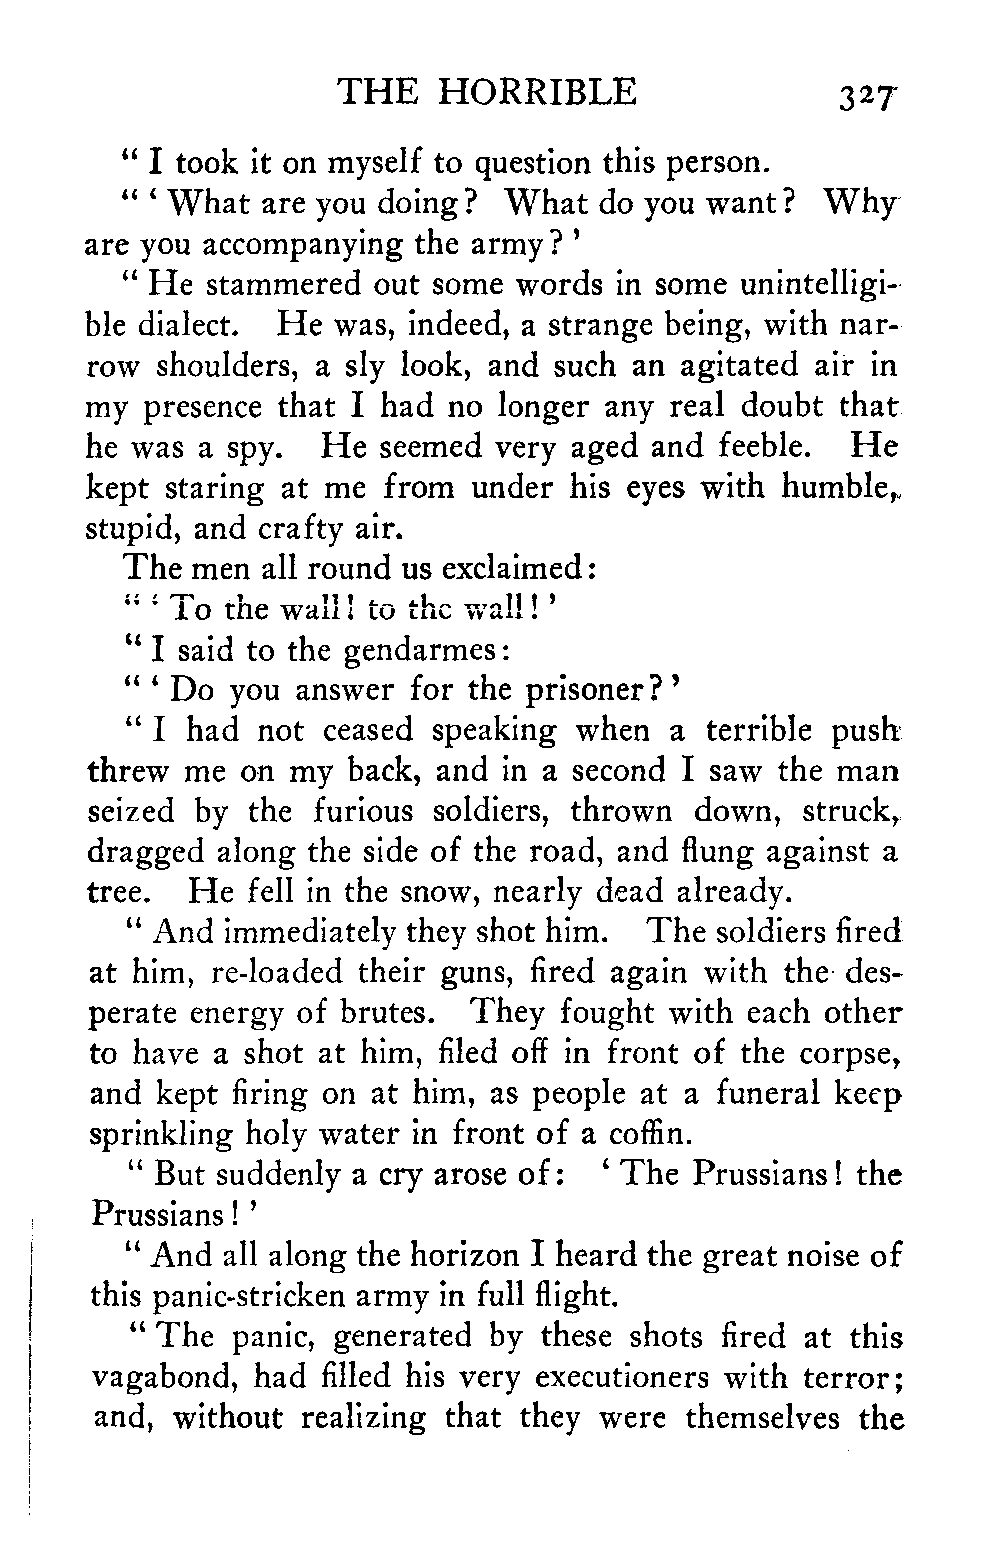 THE HORRIBLE 327
" I took it on myself to question this person.
" ' What are you doing? What do you want? Why
are you accompanying the army? '
" He stammered out some words in some unintelligi-
ble dialect. He was, indeed, a strange being, with nar-
row shoulders, a sly look, and such an agitated air in
my presence that I had no longer any real doubt that
he was a spy. He seemed very aged and feeble. He
kept staring at me from under his eyes with humble,
stupid, and crafty air.
The men all round us exclaimed:
" ' To the wall! to the wall! '
" I said to the gendarmes:
" ' Do you answer for the prisoner? '
" I had not ceased speaking when a terrible push
threw me on my back, and in a second I saw the man
seized by the furious soldiers, thrown down, struck,
dragged along the side of the road, and flung against a
tree. He fell in the snow, nearly dead already.
" And immediately they shot him. The soldiers fired
at him, re-loaded their guns, fired again with the des-
perate energy of brutes. They fought with each other
to have a shot at him, filed off in front of the corpse,
and kept firing on at him, as people at a funeral keep
sprinkling holy water in front of a coffin.
" But suddenly a cry arose of: ' The Prussians! the
Prussians! '
" And all along the horizon I heard the great noise of
this panic-stricken army in full flight.
" The panic, generated by these shots fired at this
vagabond, had filled his very executioners with terror;
and, without realizing that they were themselves the